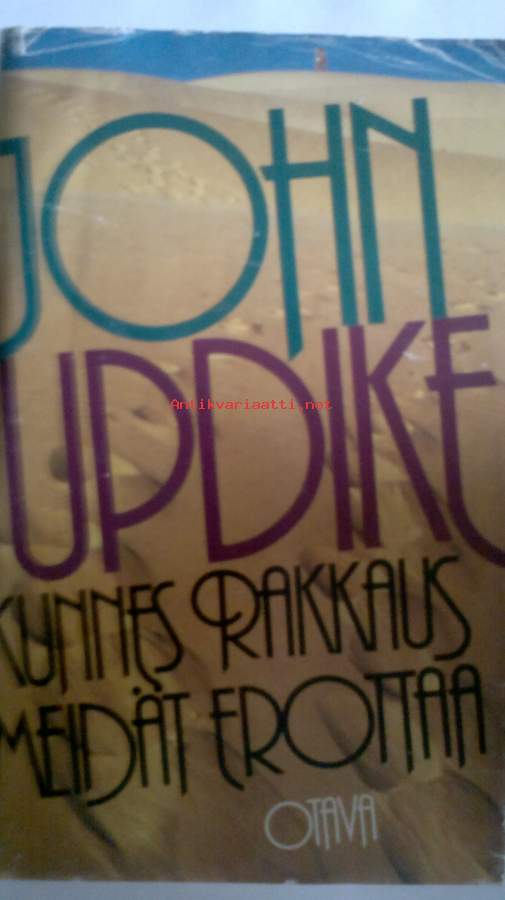 JOHN
UPDIKE
Antikvariaatti.net
KUNNES RAKKAUS
MEIDÄT EROTTAA
OTAVA